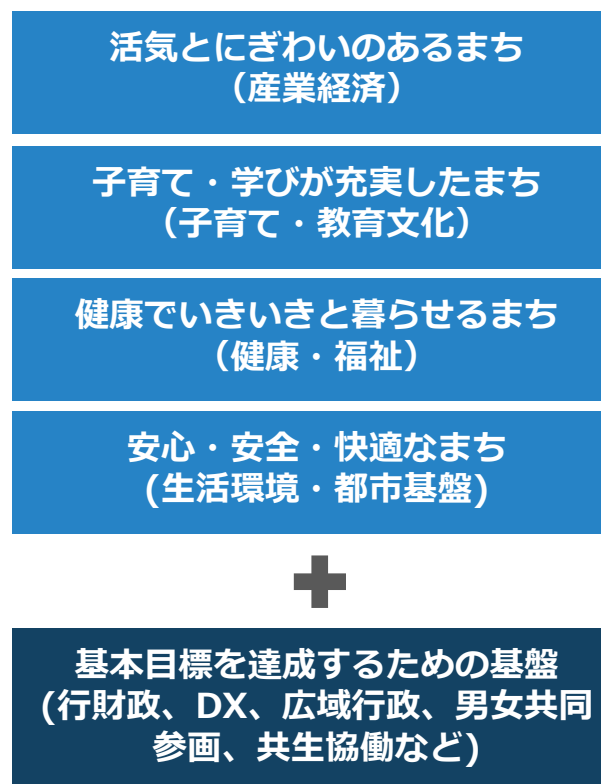 活気とにぎわいのあるまち
（産業経済）
子育て・学びが充実したまち
（子育て・教育文化）
健康でいきいきと暮らせるまち
（健康・福祉）
安心・安全・快適なまち
(生活環境・都市基盤)
基本目標を達成するための基盤
(行財政、DX、広域行政、男女共同
参画、共生協働など)